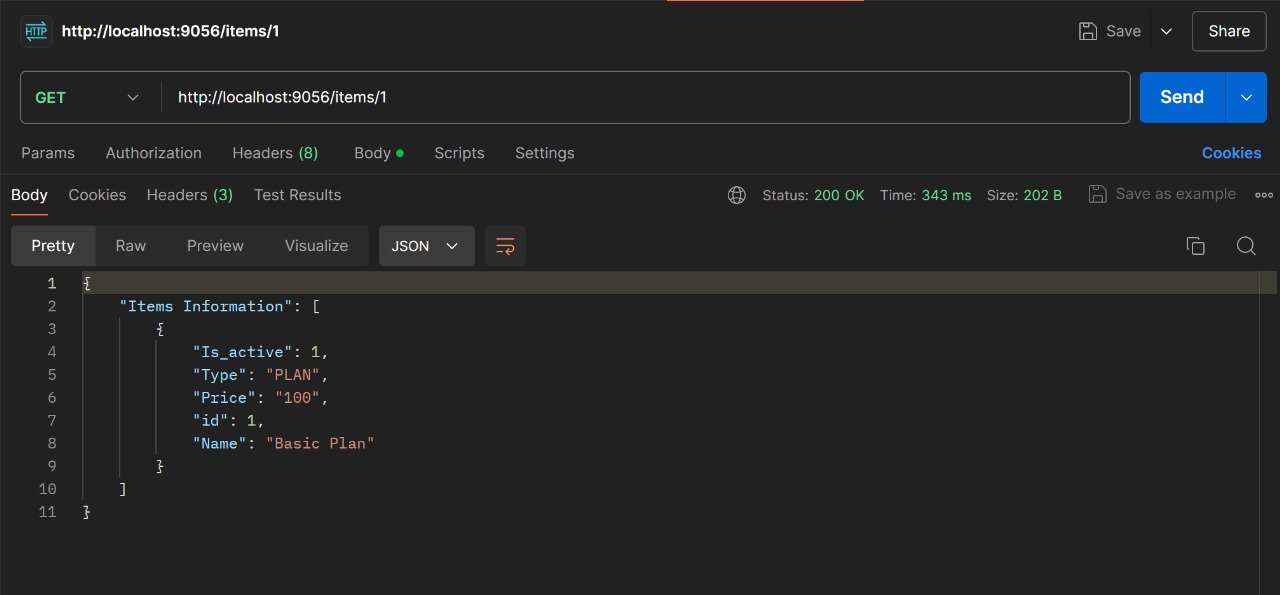 HTTP http://localhost:9056/items/1 Save Share
GET http://localhost:9056/items/1 Send
Params Authorization Headers (8) Body Scripts Settings Cookies
Body Cookies Headers (3) Test Results Status: 200 OK Time: 343 ms Size: 202 B Save as example
Pretty Raw Preview Visualize JSON
1 {
2 "Items Information": [
3 {
4 "Is_active": 1,
5 "Type": "PLAN",
6 "Price": "100",
7 "id": 1,
8 "Name": "Basic Plan"
9 }
10 ]
11 }